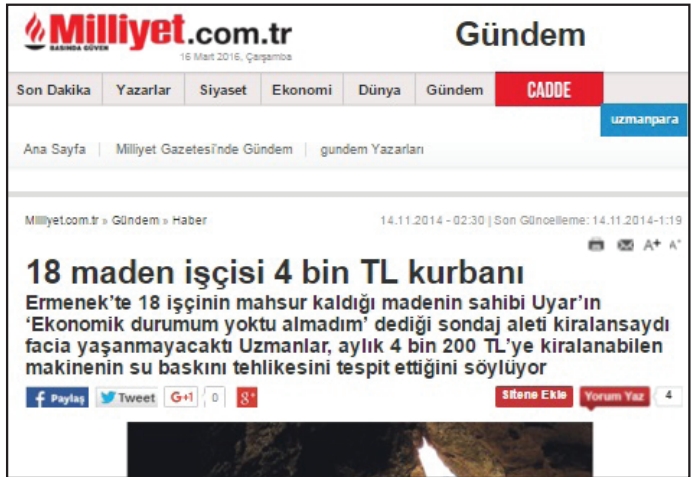 Milliyet.com.tr
BASINDA GÜVEN
16 Mart 2016, Çarşamba
Gündem
Son Dakika Yazarlar Siyaset Ekonomi Dünya Gündem CADDE
uzmanpara
Ana Sayfa | Milliyet Gazetesi'nde Gündem | gundem Yazarları
Milliyet.com.tr » Gündem » Haber
14.11.2014 - 02:30 | Son Güncelleme: 14.11.2014-1:19
A+ A-
18 maden işçisi 4 bin TL kurbanı
Ermenek'te 18 işçinin mahsur kaldığı madenin sahibi Uyar'ın
'Ekonomik durumum yoktu almadım' dediği sondaj aleti kiralansaydı
facia yaşanmayacaktı Uzmanlar, aylık 4 bin 200 TL'ye kiralanabilen
makinenin su baskını tehlikesini tespit ettiğini söylüyor
f Paylaş Tweet G+1 0 g+ Sitene Ekle Yorum Yaz 4